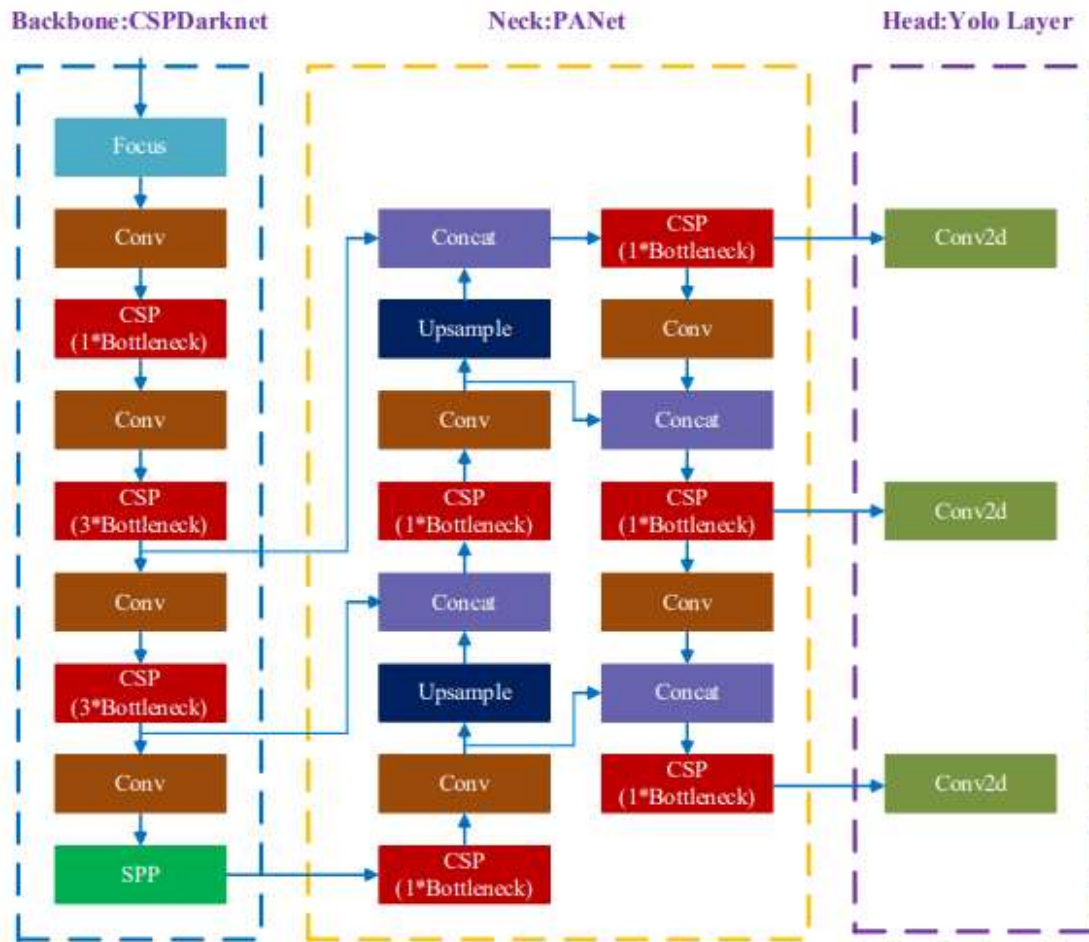 Backbone:CSPDarknet
Neck:PANet
Head:Yolo Layer
Focus
Conv
CSP
(1*Bottleneck)
Conv
CSP
(3*Bottleneck)
Conv
CSP
(3*Bottleneck)
Conv
SPP
Concat
Upsample
Conv
CSP
(1*Bottleneck)
Concat
Upsample
Conv
CSP
(1*Bottleneck)
CSP
(1*Bottleneck)
Conv
Concat
CSP
(1*Bottleneck)
Conv
Concat
CSP
(1*Bottleneck)
Conv2d
Conv2d
Conv2d